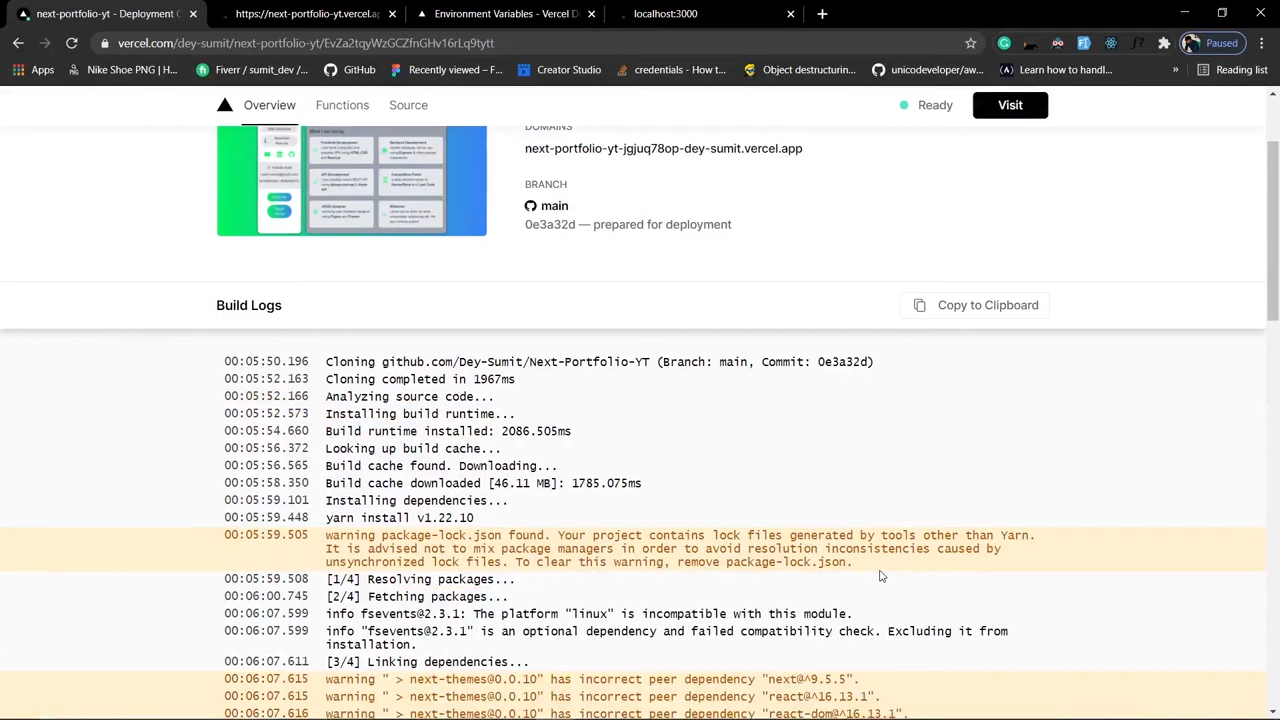 next-portfolio-yt - Deployment O
https://next-portfolio-yt.vercel.ap
Environment Variables - Vercel D
localhost:3000
vercel.com/dey-sumit/next-portfolio-yt/EvZa2tqyWzGCZfnGHv16rLq9tytt
Paused
Apps
Nike Shoe PNG | H...
Fiverr / sumit_dev /...
GitHub
Recently viewed – F...
Creator Studio
credentials - How t...
Object destructurin...
unicodeveloper/aw...
Learn how to handl...
»
Reading list
Overview
Functions
Source
Ready
Visit
What i am doing
DOMAINS
next-portfolio-yt-jgjuq78op-dey-sumit.vercel.app
BRANCH
main
0e3a32d — prepared for deployment
Build Logs
Copy to Clipboard
00:05:50.196 Cloning github.com/Dey-Sumit/Next-Portfolio-YT (Branch: main, Commit: 0e3a32d)
00:05:52.163 Cloning completed in 1967ms
00:05:52.166 Analyzing source code...
00:05:52.573 Installing build runtime...
00:05:54.660 Build runtime installed: 2086.505ms
00:05:56.372 Looking up build cache...
00:05:56.565 Build cache found. Downloading...
00:05:58.350 Build cache downloaded [46.11 MB]: 1785.075ms
00:05:59.101 Installing dependencies...
00:05:59.448 yarn install v1.22.10
00:05:59.505 warning package-lock.json found. Your project contains lock files generated by tools other than Yarn.
It is advised not to mix package managers in order to avoid resolution inconsistencies caused by
unsynchronized lock files. To clear this warning, remove package-lock.json.
00:05:59.508 [1/4] Resolving packages...
00:06:00.745 [2/4] Fetching packages...
00:06:07.599 info fsevents@2.3.1: The platform "linux" is incompatible with this module.
00:06:07.599 info "fsevents@2.3.1" is an optional dependency and failed compatibility check. Excluding it from
installation.
00:06:07.611 [3/4] Linking dependencies...
00:06:07.615 warning " > next-themes@0.0.10" has incorrect peer dependency "next@^9.5.5".
00:06:07.615 warning " > next-themes@0.0.10" has incorrect peer dependency "react@^16.13.1".
00:06:07.616 warning " > next-themes@0.0.10" has incorrect peer dependency "react-dom@^16.13.1".